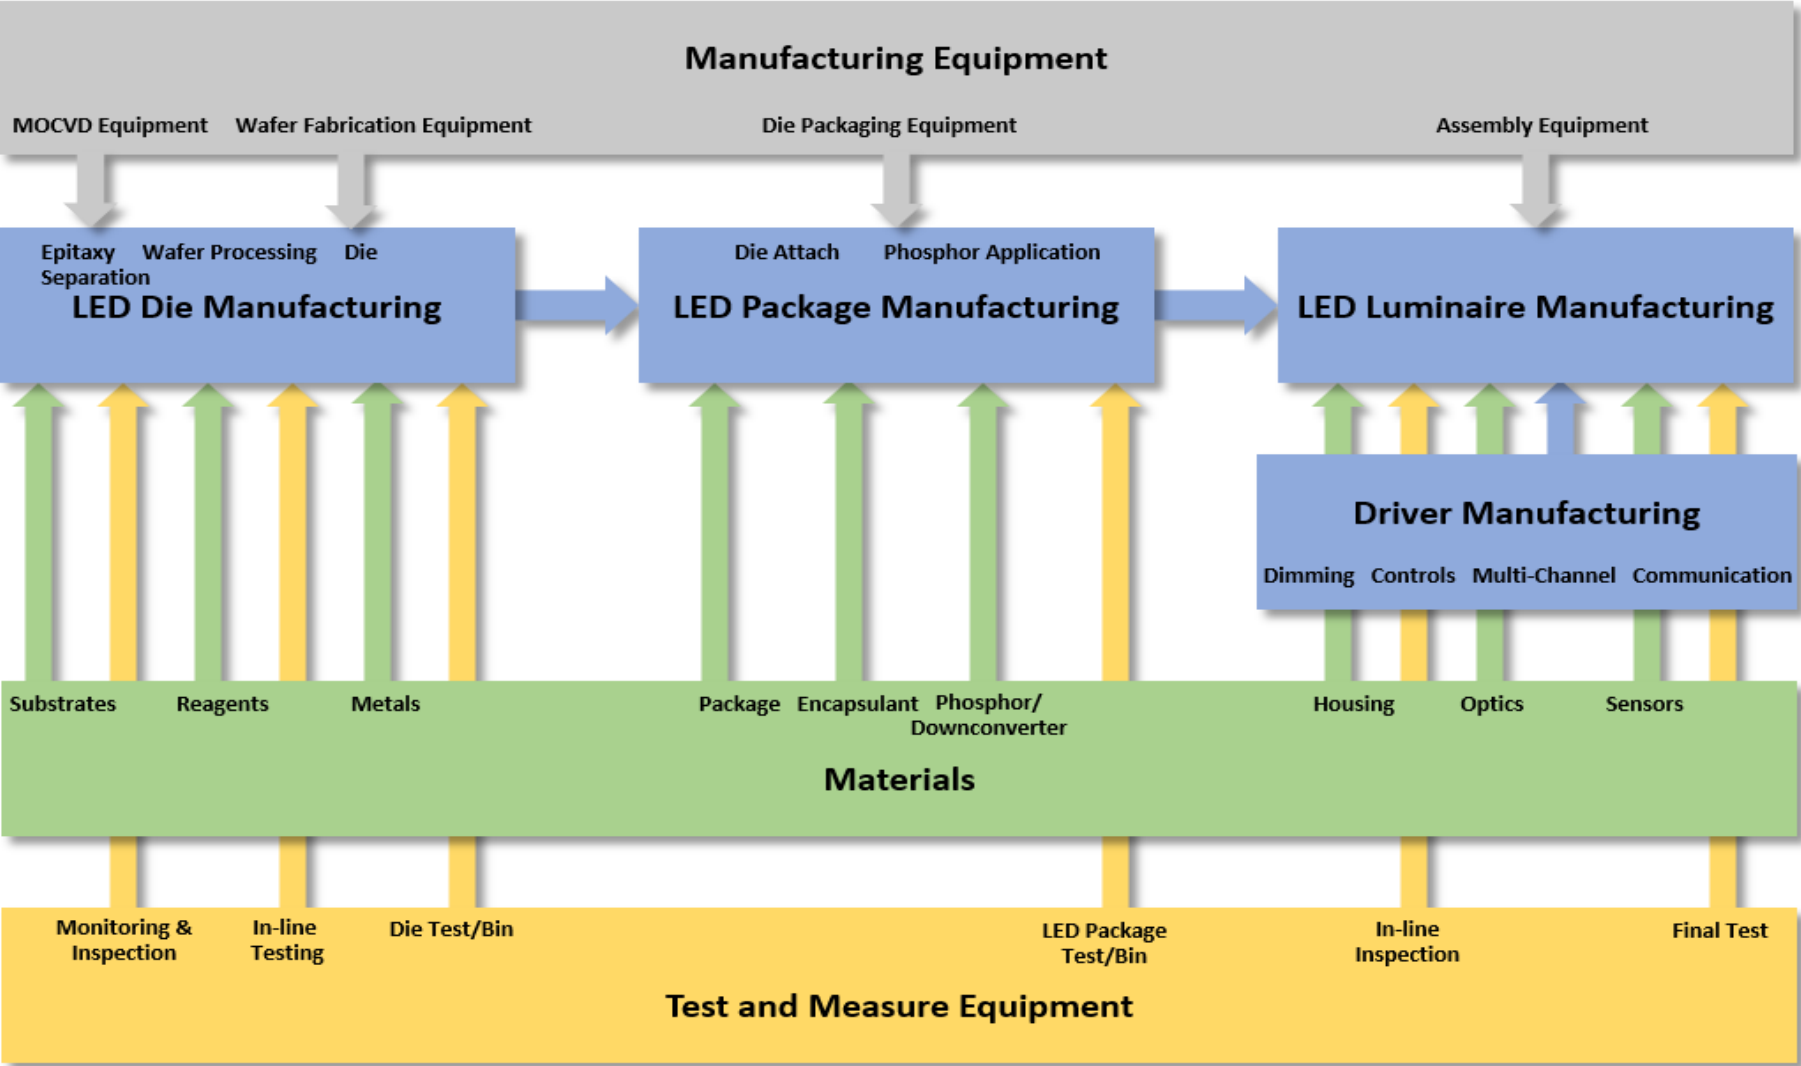 Manufacturing Equipment
MOCVD Equipment Wafer Fabrication Equipment Die Packaging Equipment Assembly Equipment
Epitaxy Wafer Processing Die
Separation
LED Die Manufacturing
Die Attach Phosphor Application
LED Package Manufacturing
LED Luminaire Manufacturing
Driver Manufacturing
Dimming Controls Multi-Channel Communication
Substrates Reagents Metals Package Encapsulant Phosphor/
Downconverter
Housing Optics Sensors
Materials
Monitoring &
Inspection
In-line
Testing
Die Test/Bin
LED Package
Test/Bin
In-line
Inspection
Final Test
Test and Measure Equipment